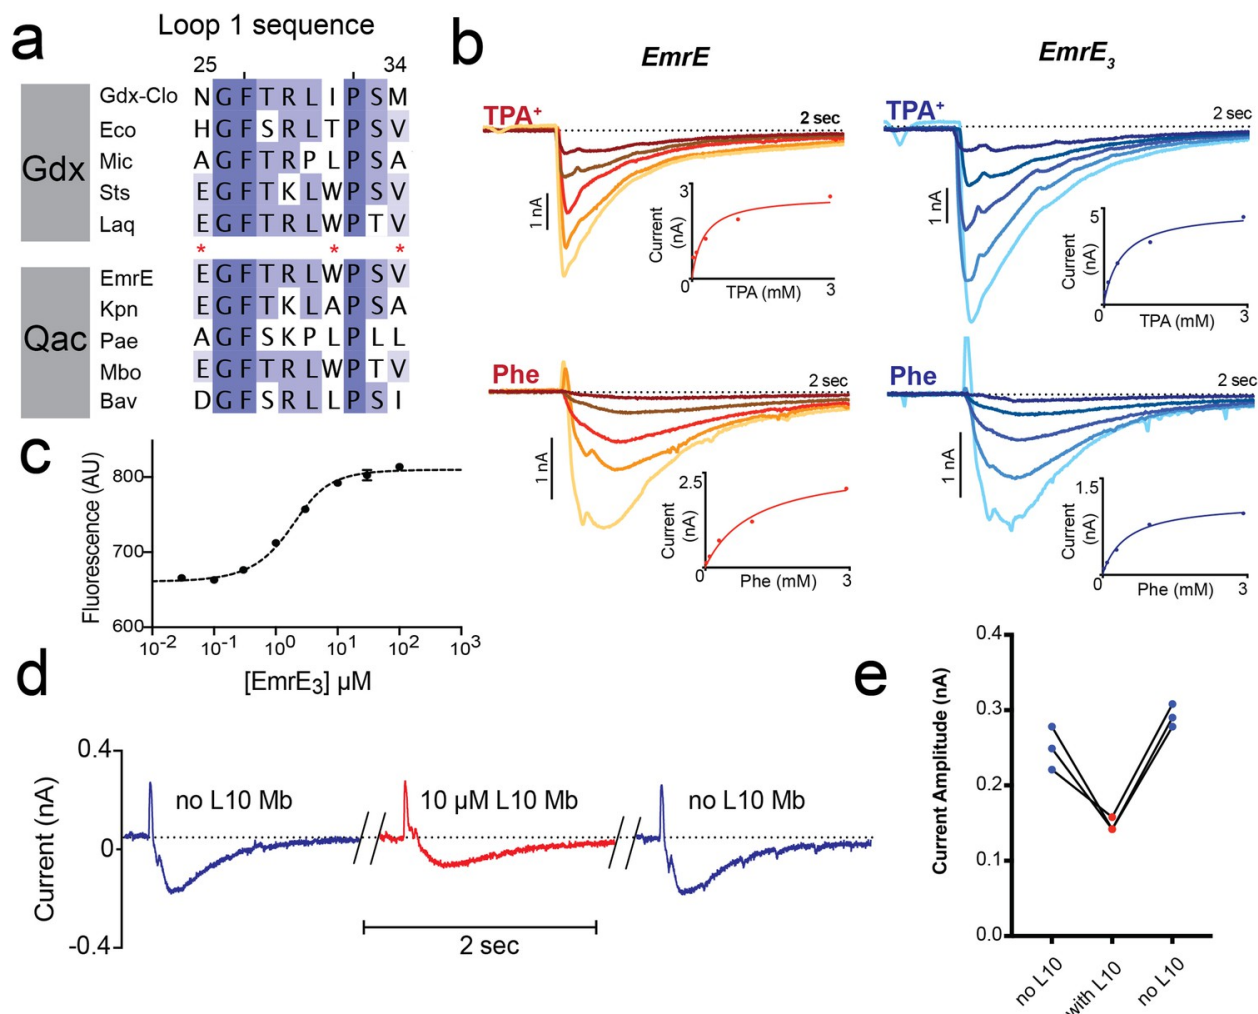 a
Loop 1 sequence
25 34
Gdx
Gdx-Clo N G F T R L I P S M
Eco H G F S R L T P S V
Mic A G F T R P L P S A
Sts E G F T K L W P S V
Laq E G F T R L W P T V
* * *
Qac
EmrE E G F T R L W P S V
Kpn E G F T K L A P S A
Pae A G F S K P L P L L
Mbo E G F T R L W P T V
Bav D G F S R L L P S I
b
EmrE
TPA+
2 sec
1 nA
3
Current
(nA)
0
TPA (mM)
3
EmrE3
TPA+
2 sec
1 nA
5
Current
(nA)
0
TPA (mM)
3
Phe
2 sec
1 nA
2.5
Current
(nA)
0
Phe (mM)
3
Phe
2 sec
1 nA
1.5
Current
(nA)
0
Phe (mM)
3
c
Fluorescence (AU)
800
700
600
10-2 10-1 100 101 102 103
[EmrE3] µM
d
Current (nA)
0.4
0
-0.4
no L10 Mb
10 µM L10 Mb
no L10 Mb
2 sec
e
Current Amplitude (nA)
0.4
0.3
0.2
0.1
0.0
no L10
with L10
no L10